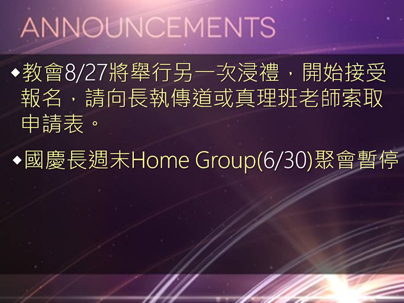 ANNOUNCEMENTS
◆教會8/27將舉行另一次浸禮，開始接受
報名，請向長執傳道或真理班老師索取
申請表。
◆國慶長週末Home Group(6/30)聚會暫停